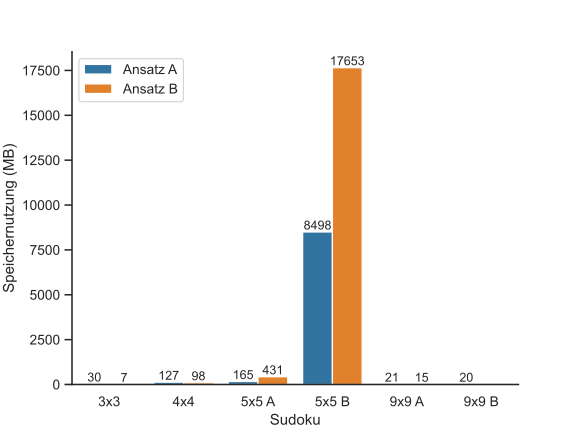 17653
17500
Ansatz A
Ansatz B
15000
12500
10000
8498
7500
5000
2500
0
Speichernutzung (MB)
30
7
127
98
165
431
21
15
20
3x3
4x4
5x5 A
5x5 B
9x9 A
9x9 B
Sudoku